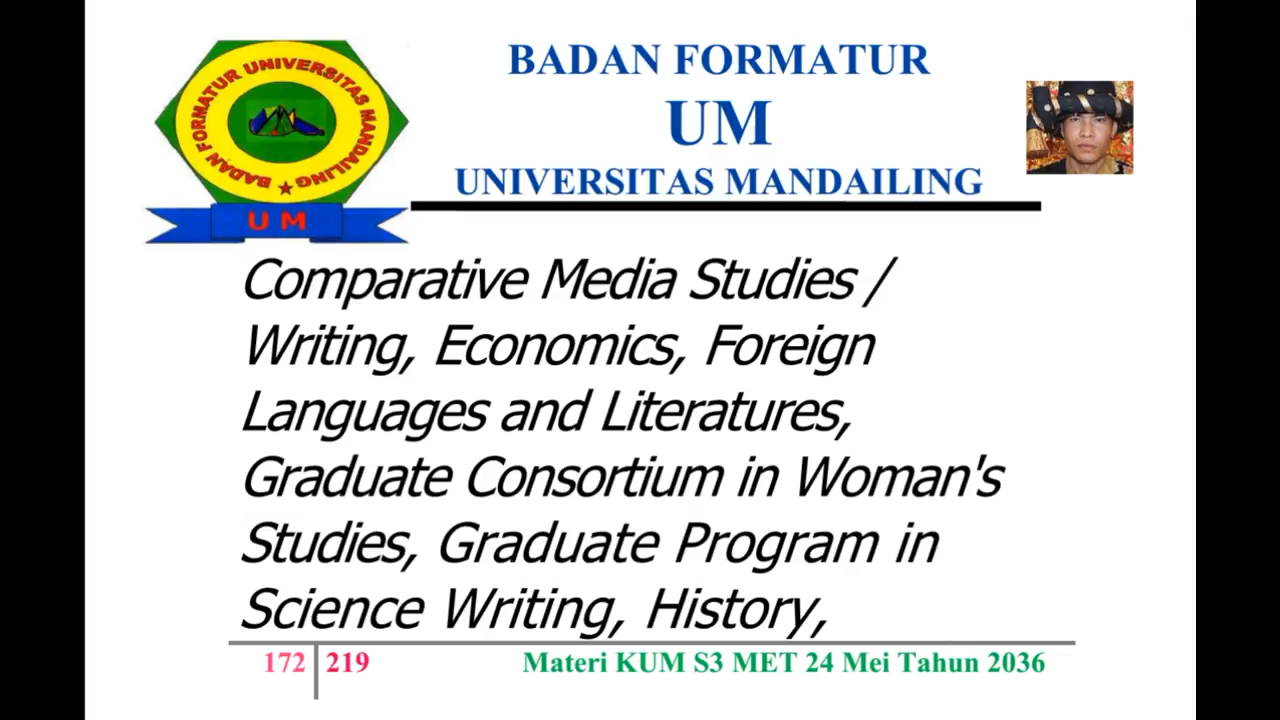 BADAN FORMATUR UNIVERSITAS MANDAILING
U M
BADAN FORMATUR
UM
UNIVERSITAS MANDAILING
Comparative Media Studies /
Writing, Economics, Foreign
Languages and Literatures,
Graduate Consortium in Woman's
Studies, Graduate Program in
Science Writing, History,
172 219
Materi KUM S3 MET 24 Mei Tahun 2036